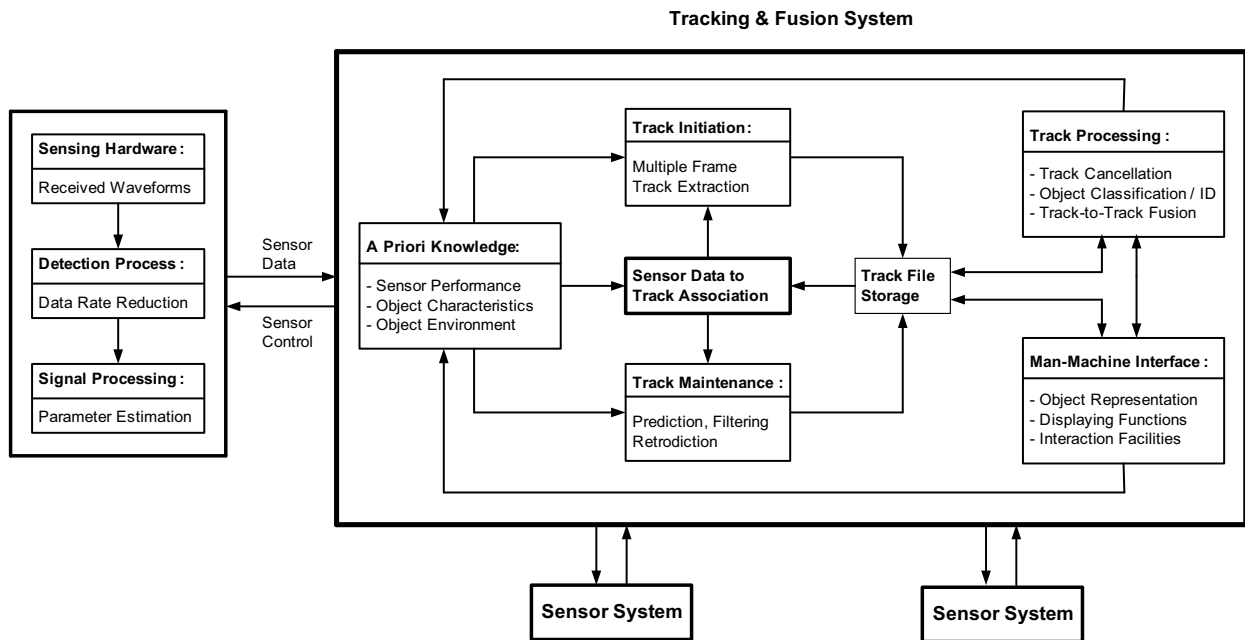 Tracking & Fusion System
Sensing Hardware :
Received Waveforms
Detection Process :
Data Rate Reduction
Signal Processing :
Parameter Estimation
Sensor
Data
Sensor
Control
A Priori Knowledge:
- Sensor Performance
- Object Characteristics
- Object Environment
Track Initiation :
Multiple Frame
Track Extraction
Sensor Data to
Track Association
Track Maintenance :
Prediction, Filtering
Retrodiction
Track File
Storage
Track Processing :
- Track Cancellation
- Object Classification / ID
- Track-to-Track Fusion
Man-Machine Interface :
- Object Representation
- Displaying Functions
- Interaction Facilities
Sensor System
Sensor System